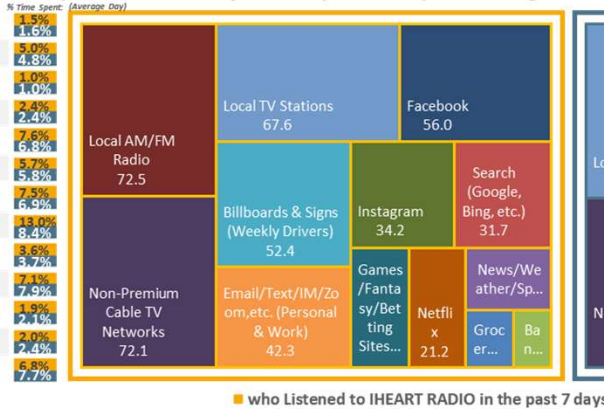 % Time Spent: (Average Day)
1.5%
1.6%
5.0%
4.8%
1.0%
1.0%
2.4%
2.4%
7.6%
6.8%
5.7%
5.8%
7.5%
6.9%
13.0%
8.4%
3.6%
3.7%
7.1%
7.9%
1.9%
2.1%
2.0%
2.4%
6.8%
7.7%
Local AM/FM
Radio
72.5
Non-Premium
Cable TV
Networks
72.1
Local TV Stations
67.6
Facebook
56.0
Billboards & Signs
(Weekly Drivers)
52.4
Email/Text/IM/Zo
om,etc. (Personal
& Work)
42.3
Instagram
34.2
Search
(Google,
Bing, etc.)
31.7
Games
/Fanta
sy/Bet
ting
Sites...
Netfli
x
21.2
News/We
ather/Sp...
Groc
er...
Ba
n...
Lo
N
who Listened to IHEART RADIO in the past 7 days